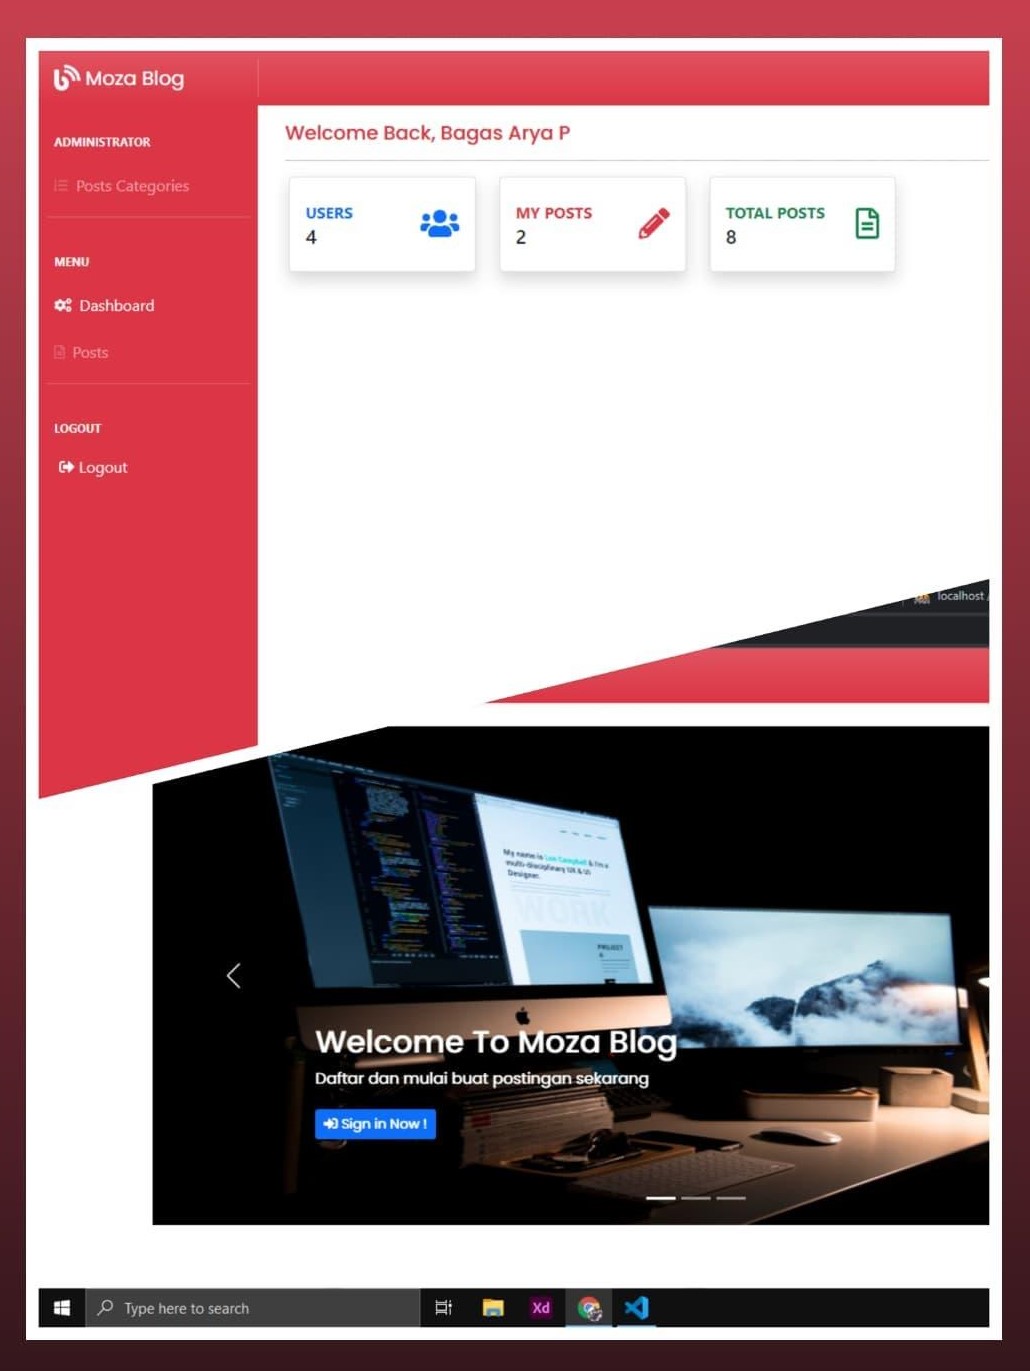 Moza Blog
ADMINISTRATOR
Posts Categories
MENU
Dashboard
Posts
LOGOUT
Logout
Welcome Back, Bagas Arya P
USERS
4
MY POSTS
2
TOTAL POSTS
8
localhost /
My name is Lan Campbell & I'm a
multi-disciplinary UX & UI
Designer.
WORK
PROJECT
Welcome To Moza Blog
Daftar dan mulai buat postingan sekarang
Sign in Now !
Type here to search
Xd